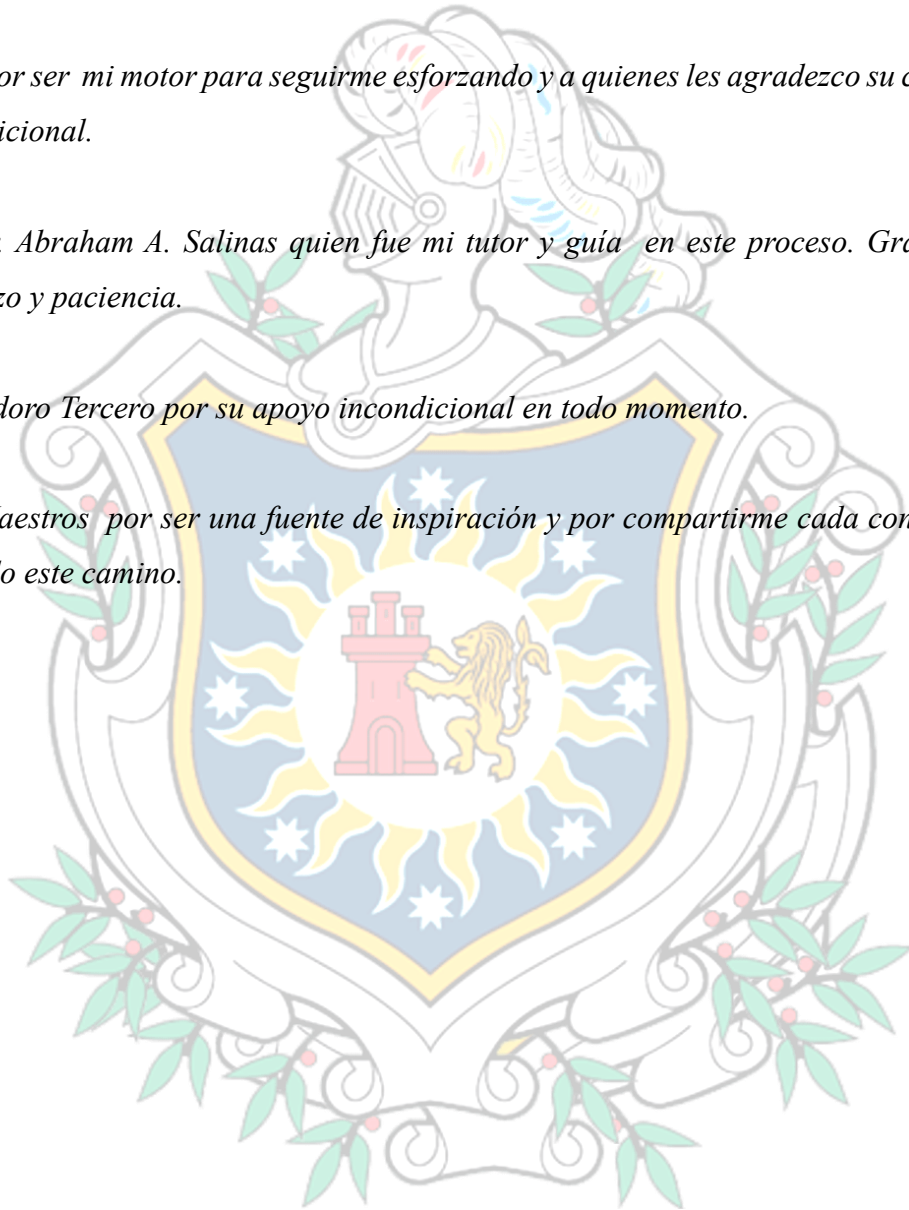 or ser mi motor para seguirme esforzando y a quienes les agradezco su c
icional.
. Abraham A. Salinas quien fue mi tutor y guía en este proceso. Gra
zo y paciencia.
doro Tercero por su apoyo incondicional en todo momento.
aestros por ser una fuente de inspiración y por compartirme cada con
lo este camino.